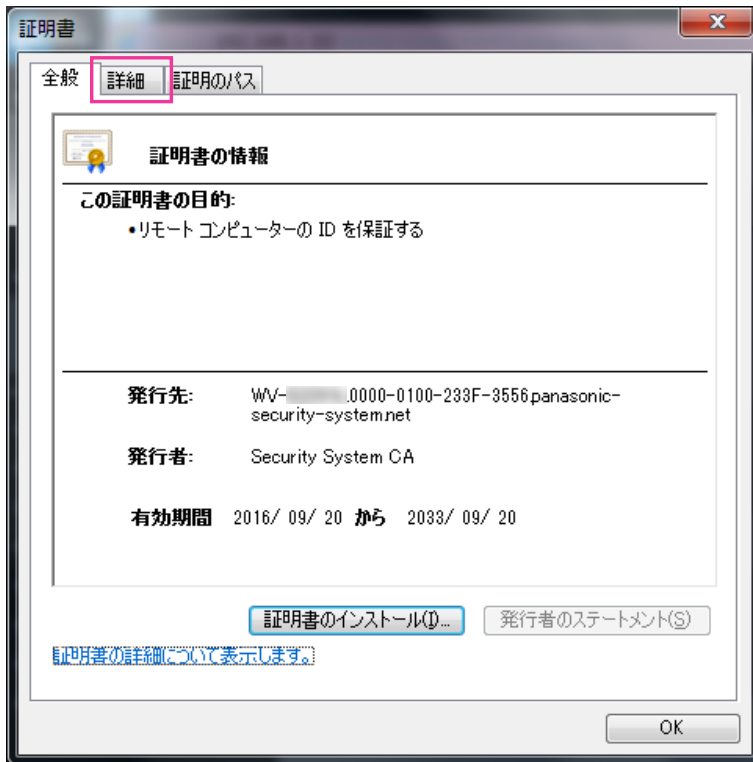 証明書
全般 詳細 証明のパス
証明書の情報
この証明書の目的:
•リモート コンピューターの ID を保証する
発行先: WV- .0000-0100-233F-3556.panasonic-
security-system.net
発行者: Security System CA
有効期間 2016/ 09/ 20 から 2033/ 09/ 20
証明書のインストール(I)... 発行者のステートメント(S)
証明書の詳細について表示します。
OK